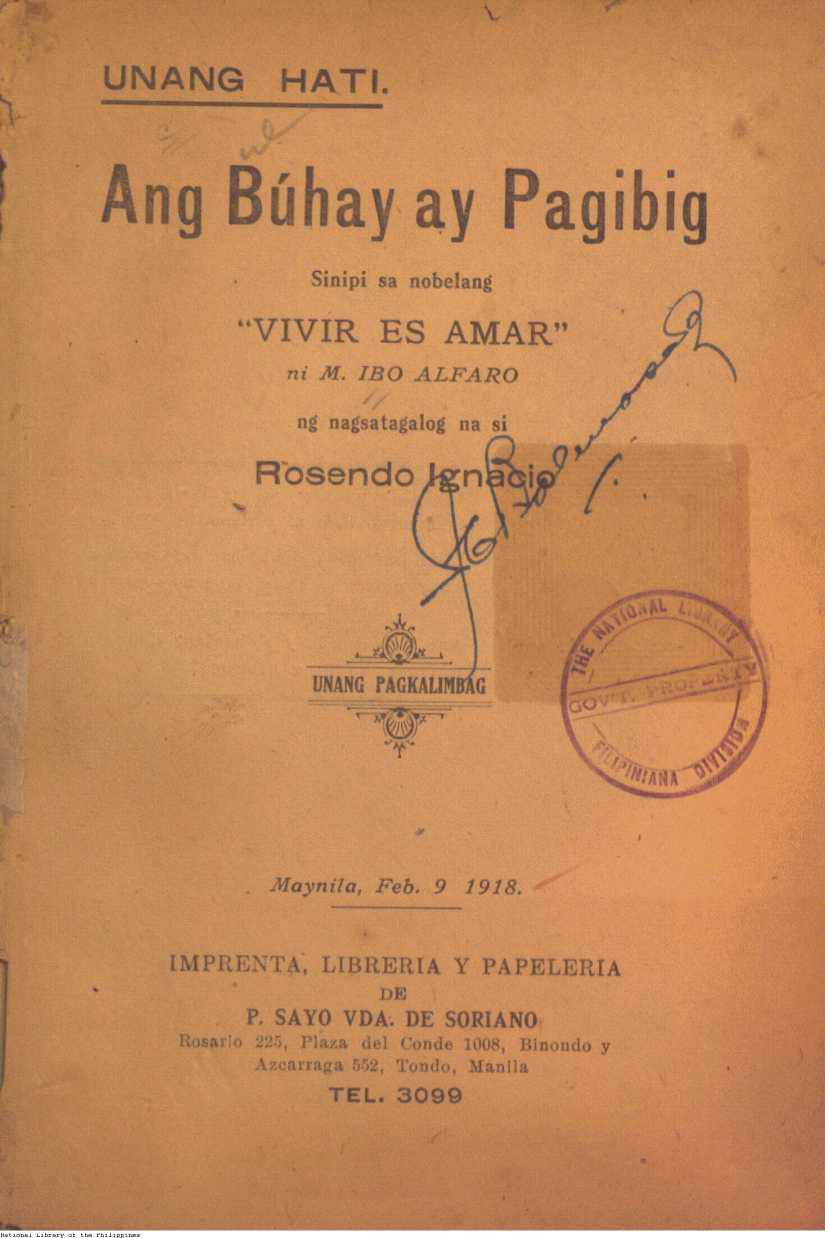 UNANG HATI.
Ang Búhay ay Pagibig
Sinipi sa nobelang
"VIVIR ES AMAR"
ni M. IBO ALFARO
ng nagsatagalog na si
Rosendo Ignacio
UNANG PAGKALIMBAG
THE NATIONAL LIBRARY
GOV'T. PROPERTY
FILIPINIANA DIVISION
Maynila, Feb. 9 1918.
IMPRENTA, LIBRERIA Y PAPELERIA
DE
P. SAYO VDA. DE SORIANO
Rosario 225, Plaza del Conde 1008, Binondo y
Azcarraga 552, Tondo, Manila
TEL. 3099
National Library of the Philippines